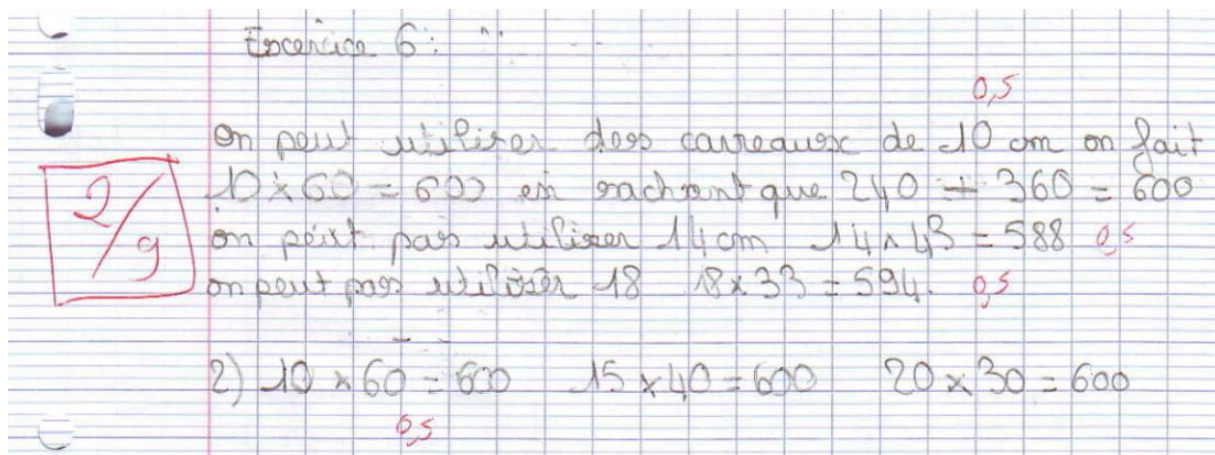 Excercice 6 :
0,5
on peut utiliser des carreaux de 10 cm on fait
10 x 60 = 600 en sachant que 240 + 360 = 600
2/9
on peut pas utiliser 14 cm 14 x 43 = 588 0,5
on peut pas utiliser 18 18 x 33 = 594. 0,5
2) 10 x 60 = 600 15 x 40 = 600 20 x 30 = 600
0,5